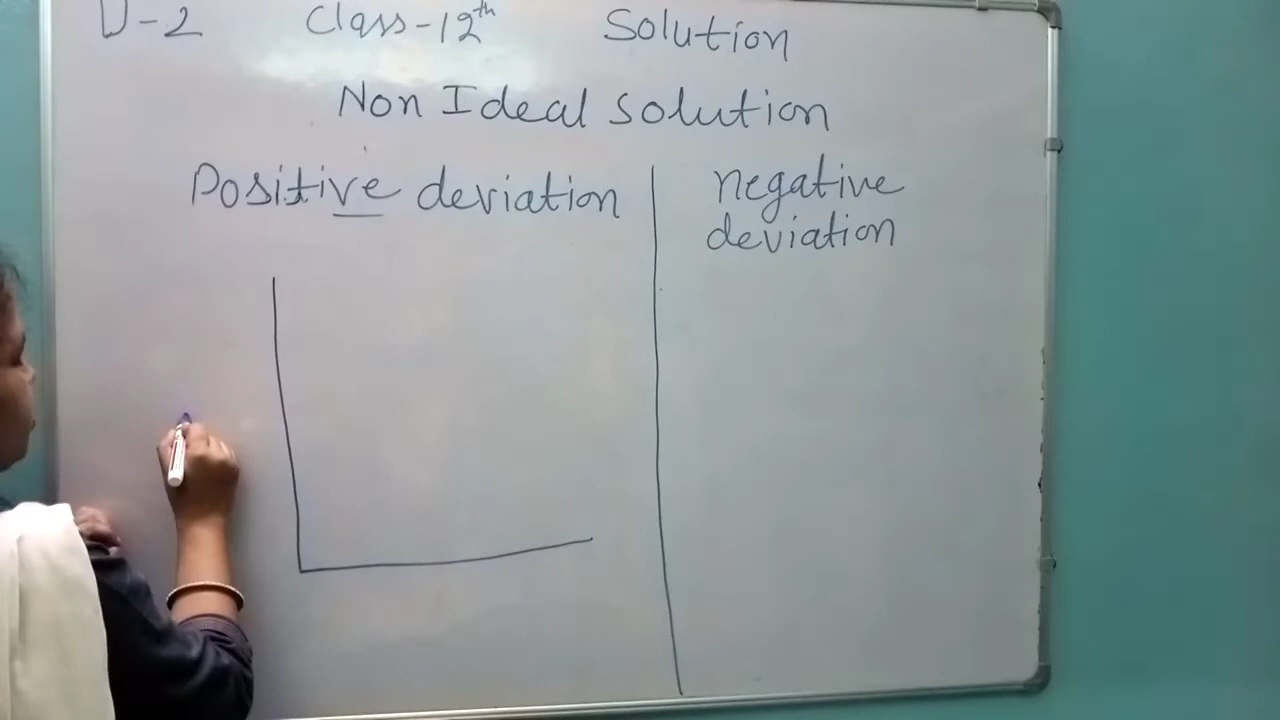 U-2 Class-12th Solution
Non Ideal solution
Positive deviation
negative
deviation